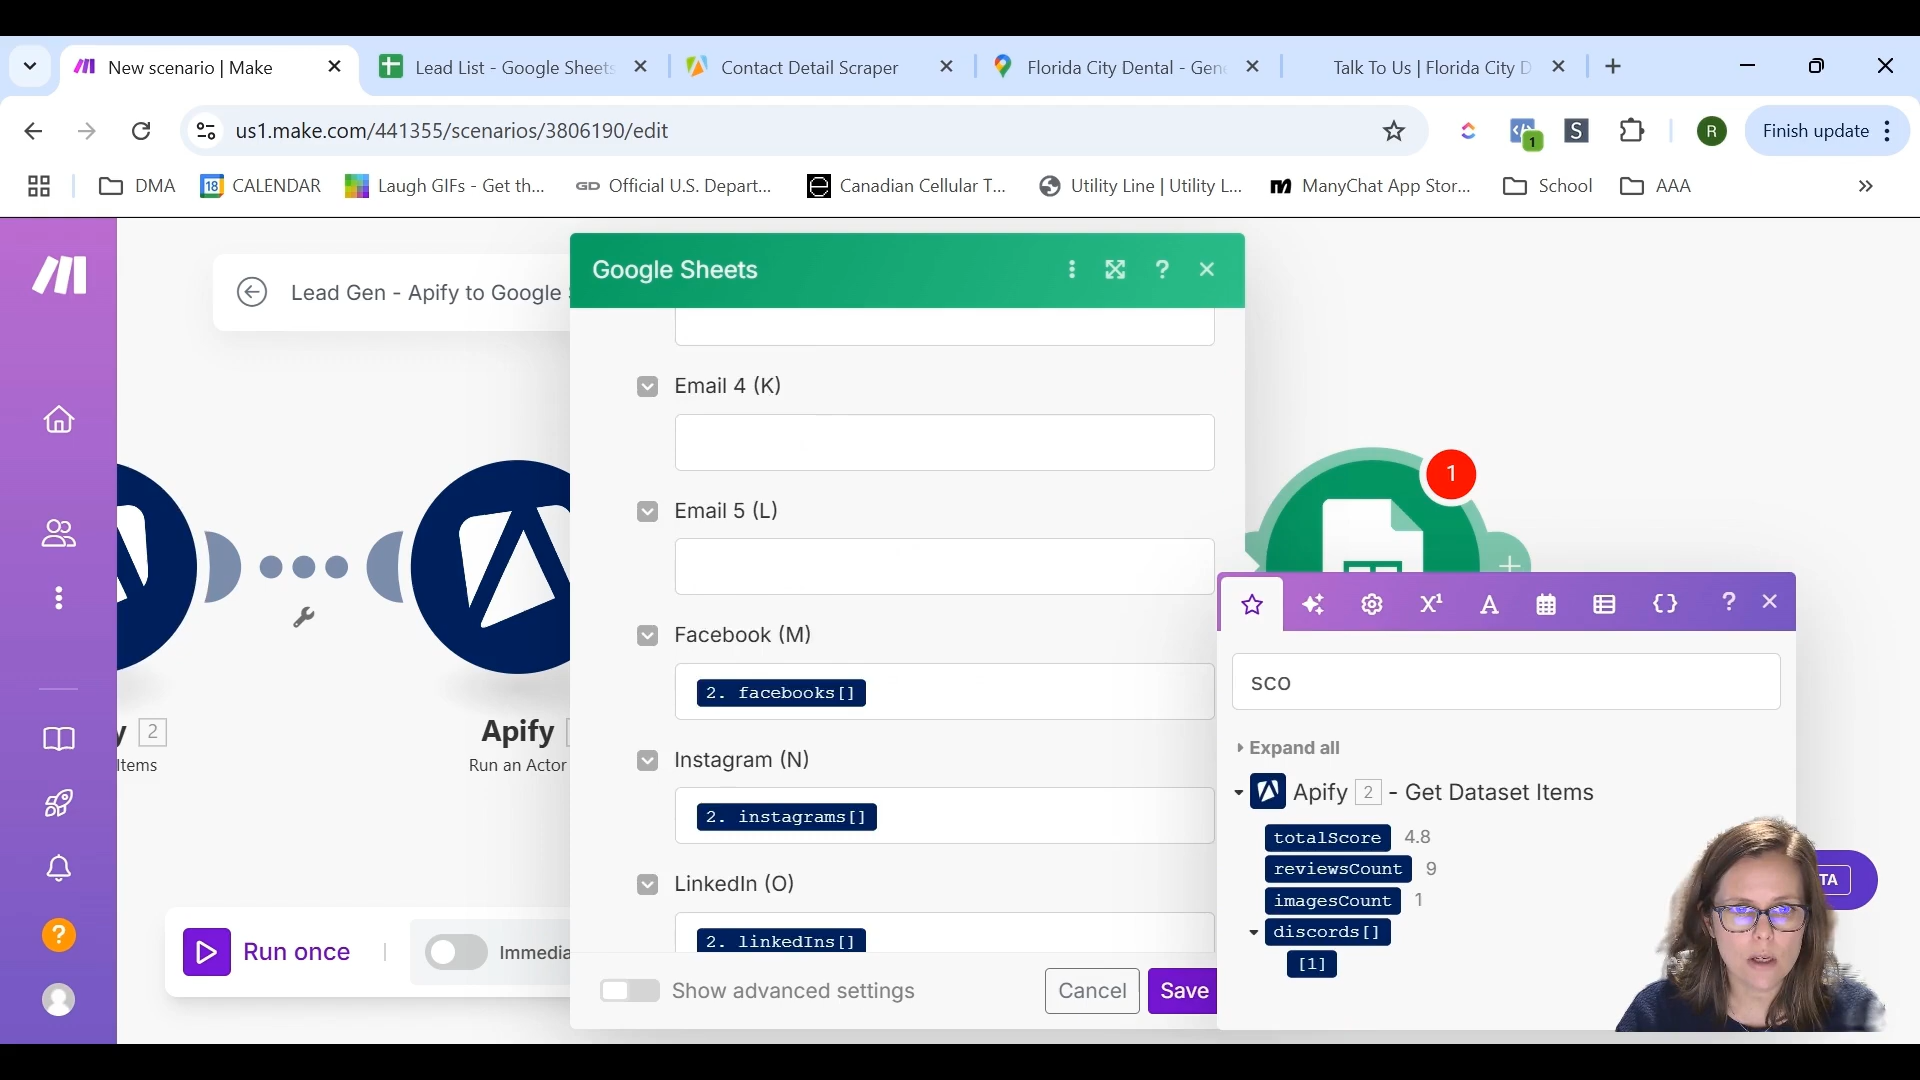 New scenario | Make
Lead List - Google Sheets
Contact Detail Scraper
Florida City Dental - Gen
Talk To Us | Florida City D
us1.make.com/441355/scenarios/3806190/edit
1
S
R
Finish update
DMA
18
CALENDAR
Laugh GIFs - Get th...
GD
Official U.S. Depart...
Canadian Cellular T...
Utility Line | Utility L...
ManyChat App Stor...
School
AAA
Lead Gen - Apify to Google
Google Sheets
?
Email 4 (K)
Email 5 (L)
Facebook (M)
2. facebooks[]
Instagram (N)
2. instagrams[]
LinkedIn (O)
2. linkedIns[]
Show advanced settings
Cancel
Save
1
y 2
Items
Apify
Run an Actor
Run once
Immedia
?
A
?
sco
Expand all
Apify 2 - Get Dataset Items
totalScore 4.8
reviewsCount 9
imagesCount 1
discords[]
[1]
TA